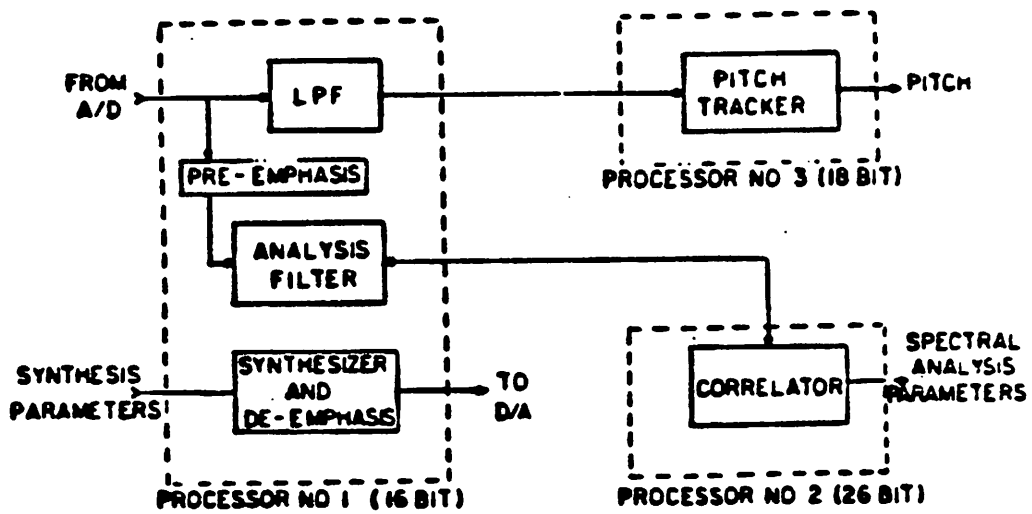 FROM
A/D
LPF
PITCH
TRACKER
PITCH
PRE-EMPHASIS
PROCESSOR NO 3 (18 BIT)
ANALYSIS
FILTER
SYNTHESIS
PARAMETERS
SYNTHESIZER
AND
DE-EMPHASIS
TO
D/A
CORRELATOR
SPECTRAL
ANALYSIS
PARAMETERS
PROCESSOR NO 1 (16 BIT)
PROCESSOR NO 2 (26 BIT)